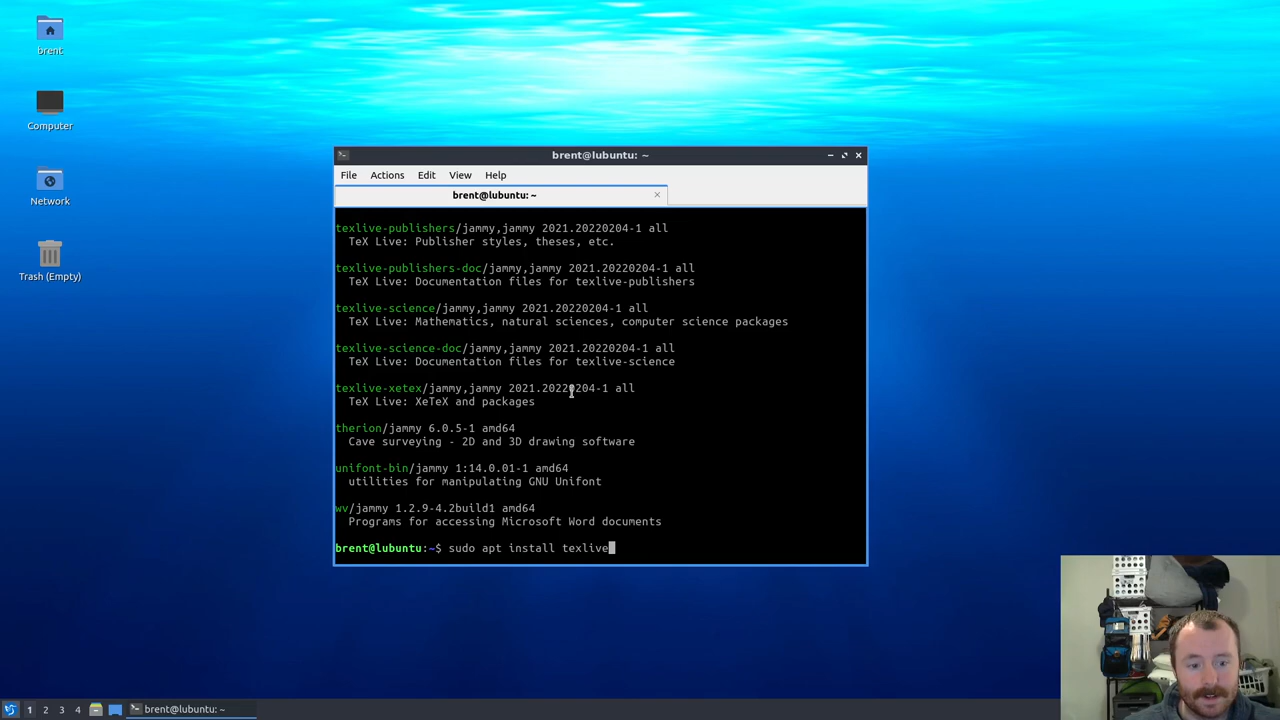 brent
Computer
Network
Trash (Empty)
brent@lubuntu: ~
File Actions Edit View Help
brent@lubuntu: ~
texlive-publishers/jammy,jammy 2021.20220204-1 all
TeX Live: Publisher styles, theses, etc.
texlive-publishers-doc/jammy,jammy 2021.20220204-1 all
TeX Live: Documentation files for texlive-publishers
texlive-science/jammy,jammy 2021.20220204-1 all
TeX Live: Mathematics, natural sciences, computer science packages
texlive-science-doc/jammy,jammy 2021.20220204-1 all
TeX Live: Documentation files for texlive-science
texlive-xetex/jammy,jammy 2021.20220204-1 all
TeX Live: XeTeX and packages
therion/jammy 6.0.5-1 amd64
Cave surveying - 2D and 3D drawing software
unifont-bin/jammy 1:14.0.01-1 amd64
utilities for manipulating GNU Unifont
wv/jammy 1.2.9-4.2build1 amd64
Programs for accessing Microsoft Word documents
brent@lubuntu:~$ sudo apt install texlive
1 2 3 4 brent@lubuntu: ~